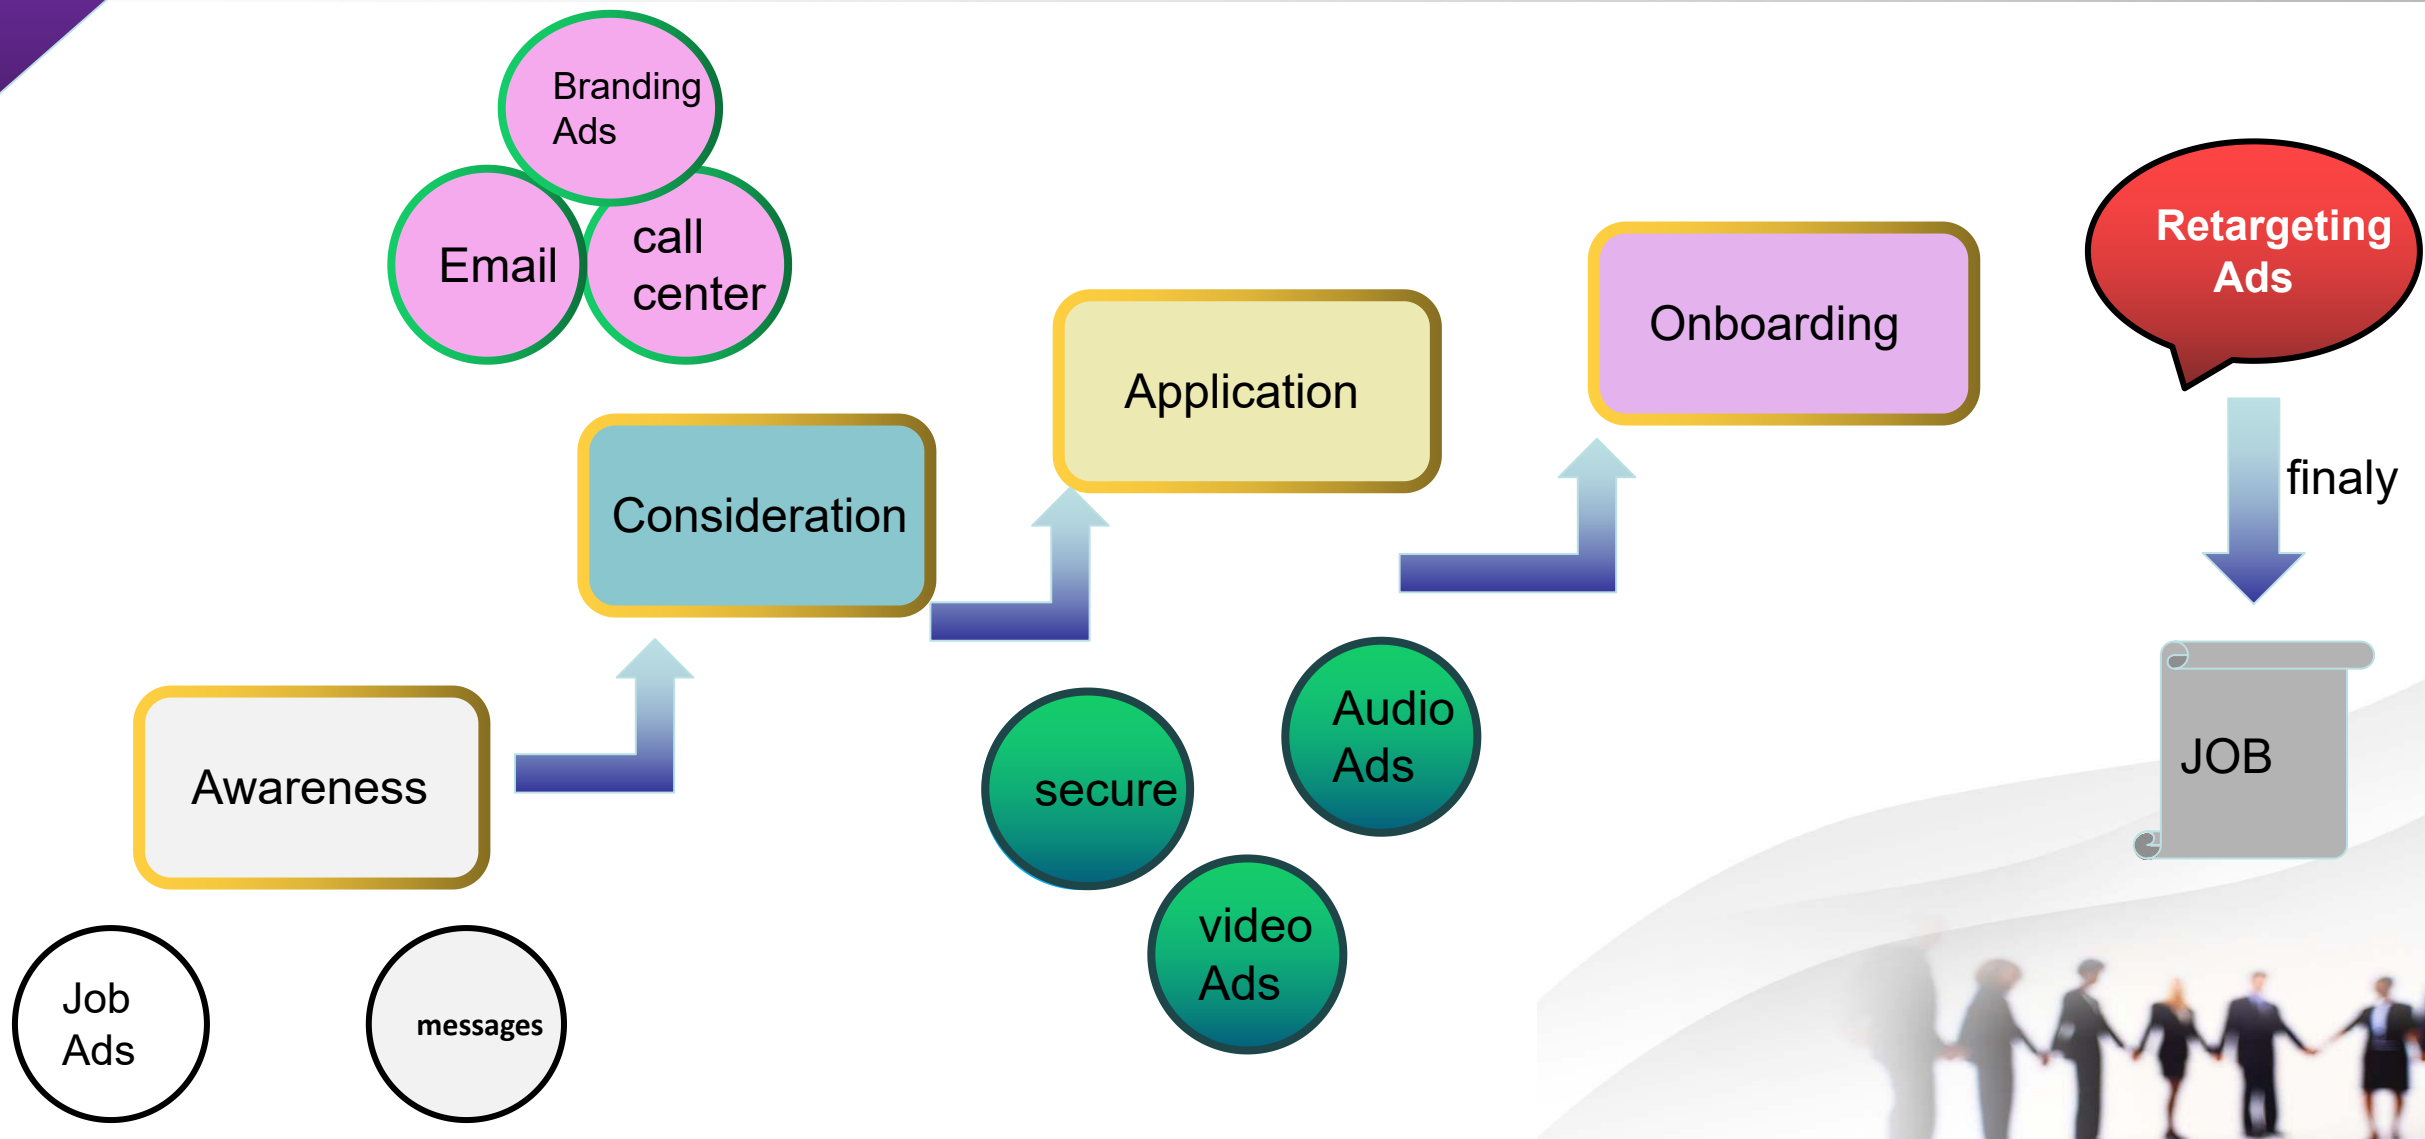 Branding
Ads
Email
call
center
Retargeting
Ads
Onboarding
Application
finaly
Consideration
Awareness
JOB
secure
Audio
Ads
video
Ads
Job
Ads
messages